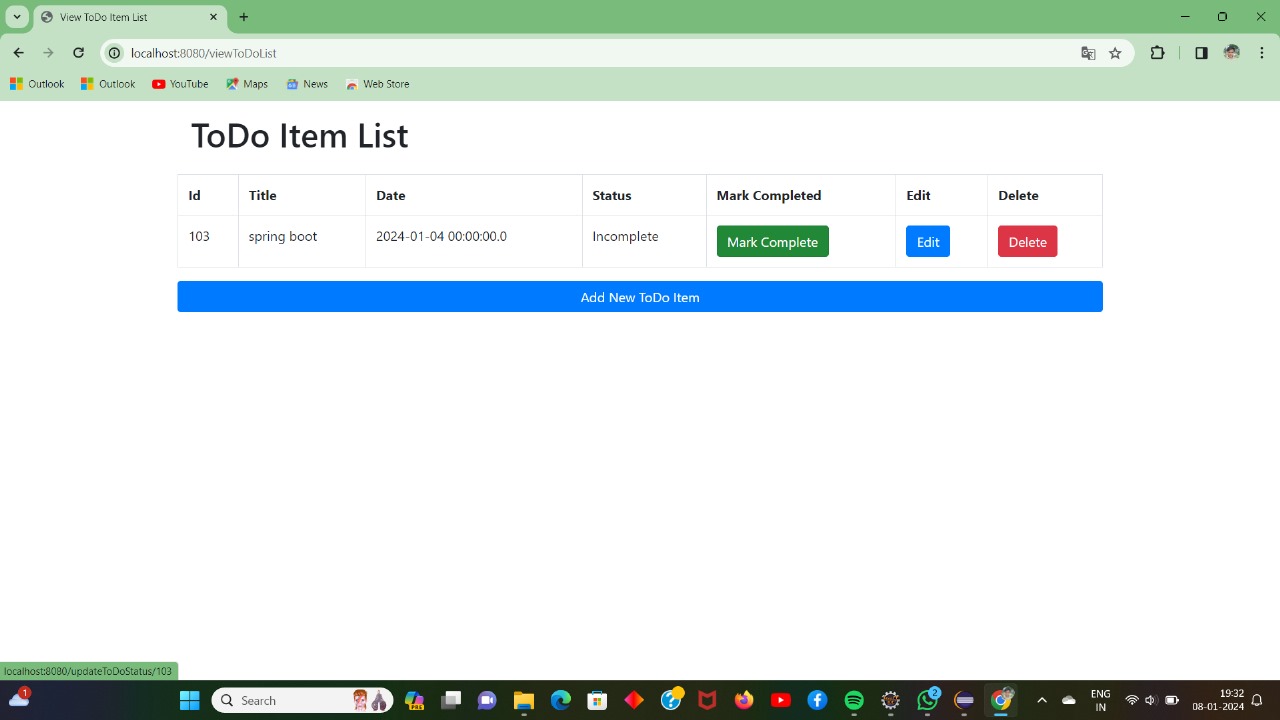 View ToDo Item List
localhost:8080/viewToDoList
Outlook Outlook YouTube Maps News Web Store
ToDo Item List
Id Title Date Status Mark Completed Edit Delete
103 spring boot 2024-01-04 00:00:00.0 Incomplete Mark Complete Edit Delete
Add New ToDo Item
localhost:8080/updateToDoStatus/103
1 Search PRE 2 ENG 19:32
IN 08-01-2024